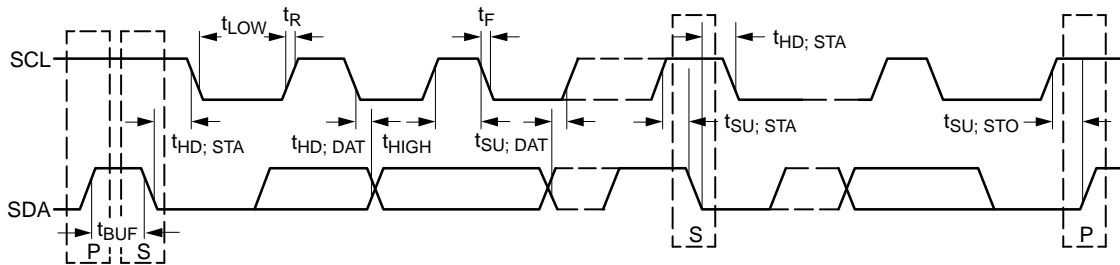 tLOW
tR
tF
tHD; STA
SCL
tHD; STA
tHD; DAT
tHIGH
tSU; DAT
tSU; STA
tSU; STO
SDA
tBUF
P
S
S
P